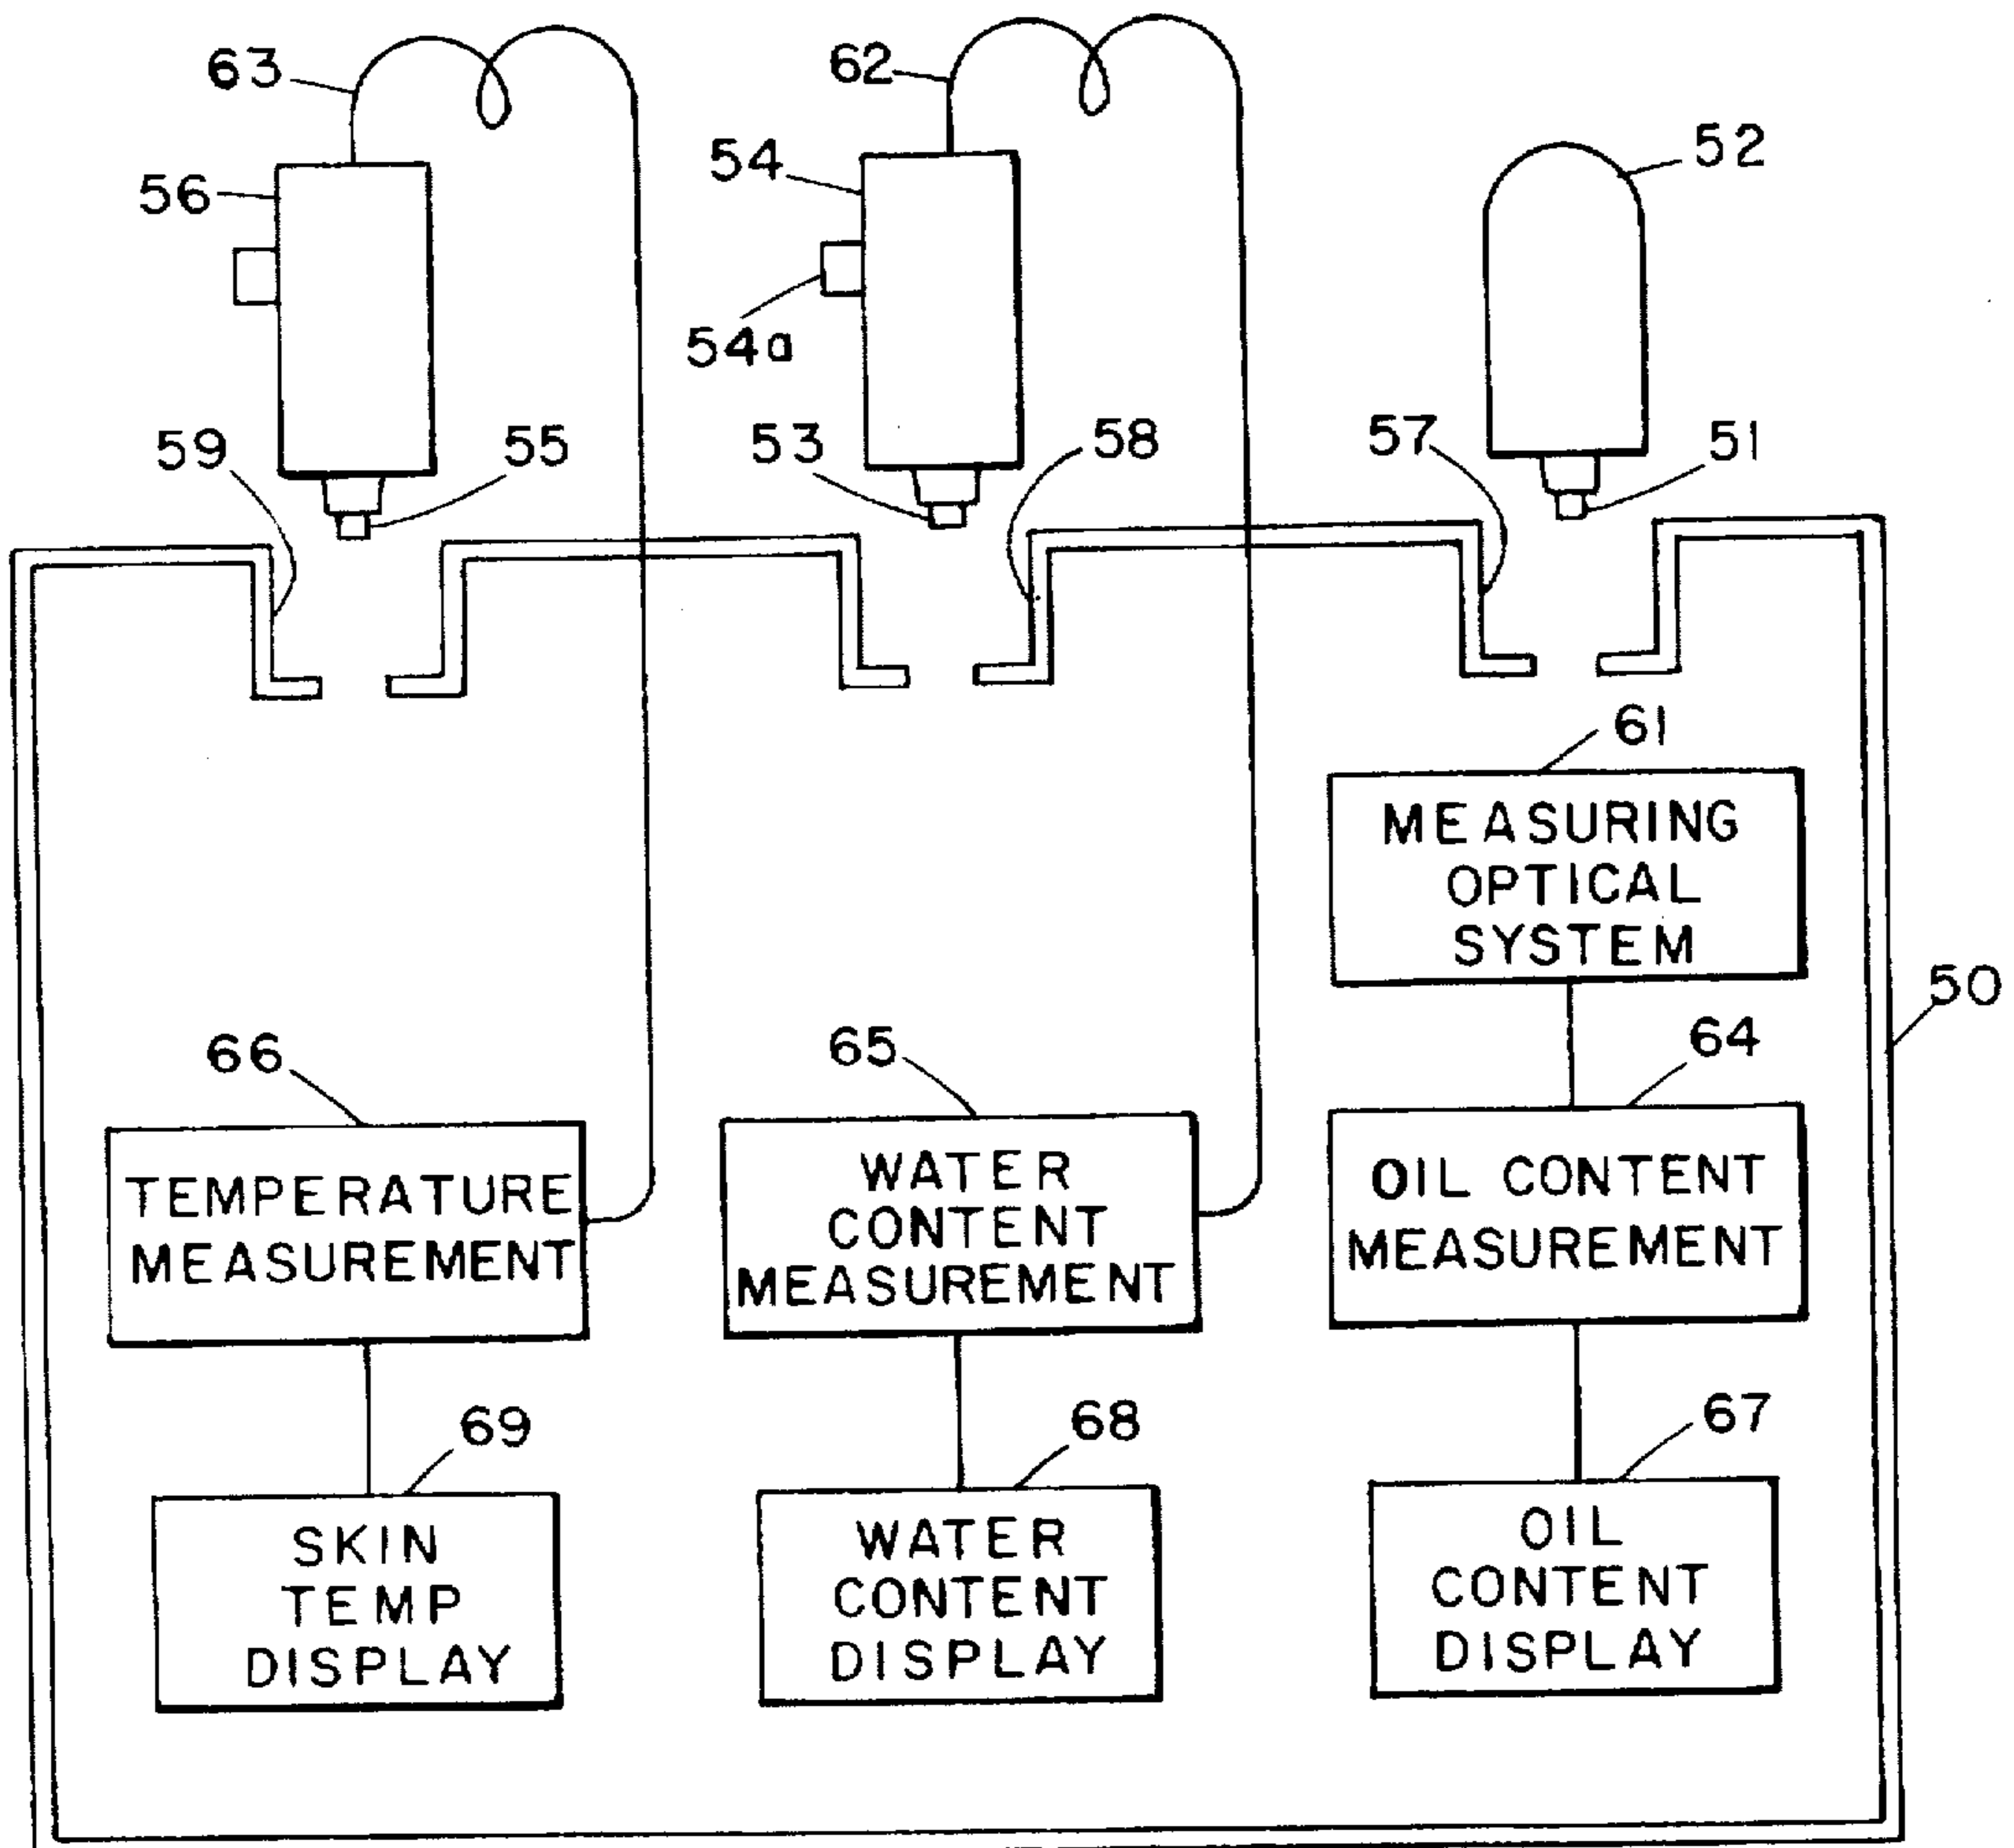 63
62
52
54
56
54a
59
55
53
58
57
51
61
MEASURING
OPTICAL
SYSTEM
50
66
65
64
TEMPERATURE
MEASUREMENT
WATER
CONTENT
MEASUREMENT
OIL CONTENT
MEASUREMENT
69
68
67
SKIN
TEMP
DISPLAY
WATER
CONTENT
DISPLAY
OIL
CONTENT
DISPLAY